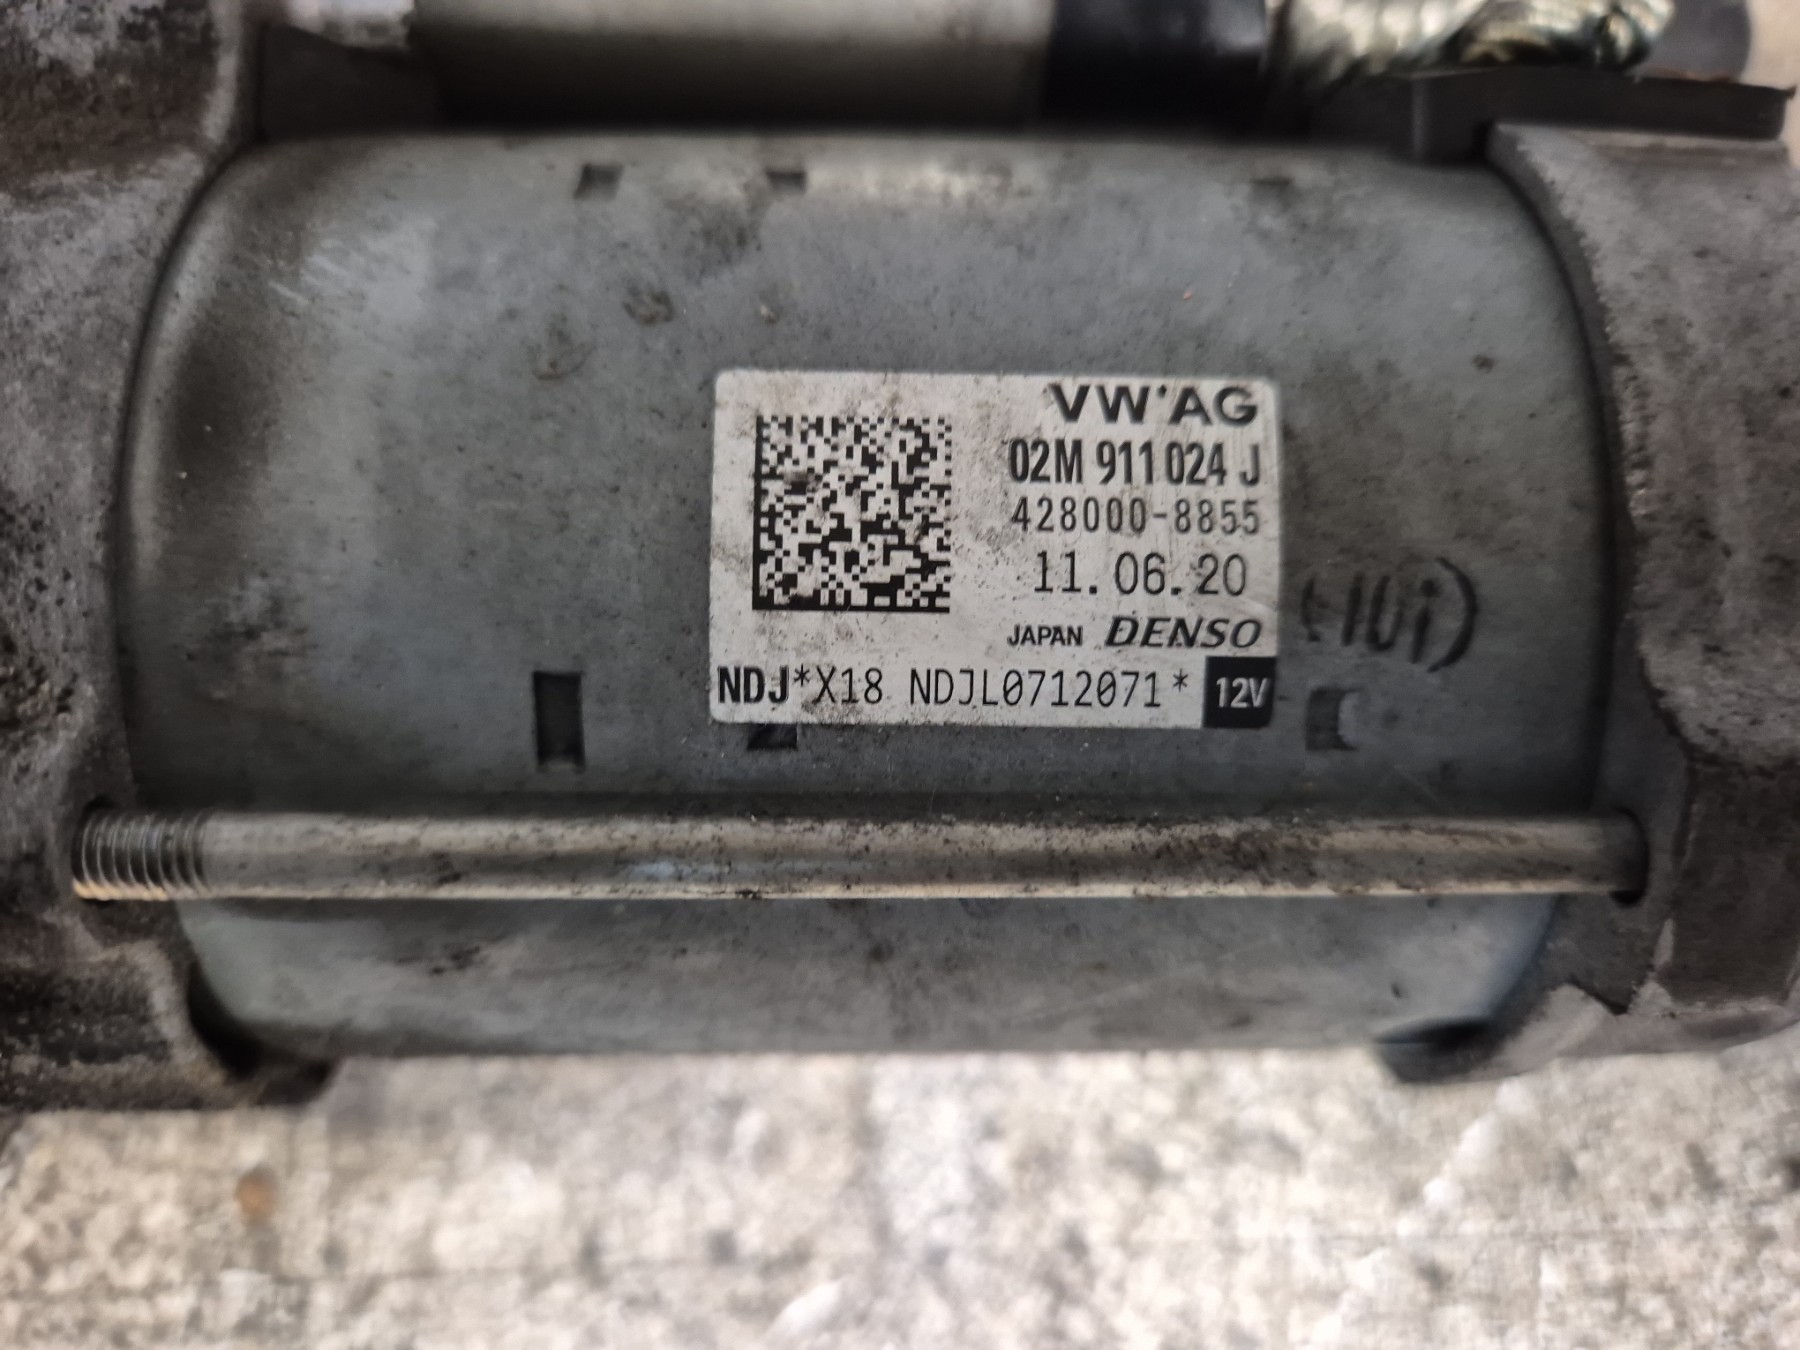 VW AG
02M 911 024 J
428000-8855
11.06.20
JAPAN DENSO
NDJ*X18 NDJL0712071* 12V